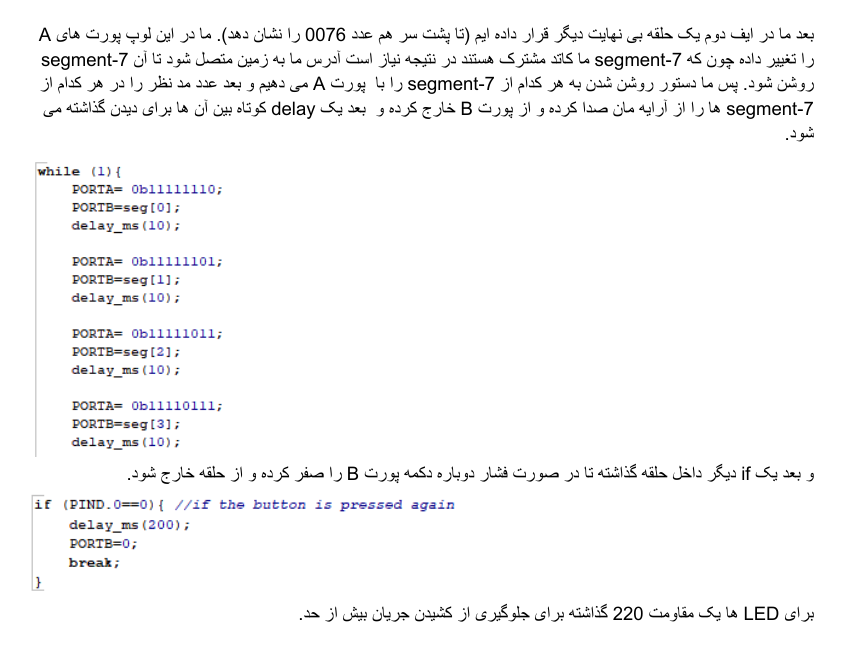 بعد ما در ایف دوم یک حلقه بی نهایت دیگر قرار داده ایم (تا پشت سر هم عدد 0076 را نشان دهد). ما در این لوپ پورت های A
را تغییر داده چون که 7-segment ما کاتد مشترک هستند در نتیجه نیاز است آدرس ما به زمین متصل شود تا آن 7-segment
روشن شود. پس ما دستور روشن شدن به هر کدام از 7-segment را با پورت A می دهیم و بعد عدد مد نظر را در هر کدام از
7-segment ها را از آرایه مان صدا کرده و از پورت B خارج کرده و بعد یک delay کوتاه بین آن ها برای دیدن گذاشته می
شود.
while (1){
PORTA= 0b11111110;
PORTB=seg[0];
delay_ms(10);
PORTA= 0b11111101;
PORTB=seg[1];
delay_ms(10);
PORTA= 0b11111011;
PORTB=seg[2];
delay_ms(10);
PORTA= 0b11110111;
PORTB=seg[3];
delay_ms(10);
و بعد یک if دیگر داخل حلقه گذاشته تا در صورت فشار دوباره دکمه پورت B را صفر کرده و از حلقه خارج شود.
if (PIND.0==0){ //if the button is pressed again
delay_ms(200);
PORTB=0;
break;
}
برای LED ها یک مقاومت 220 گذاشته برای جلوگیری از کشیدن جریان بیش از حد.